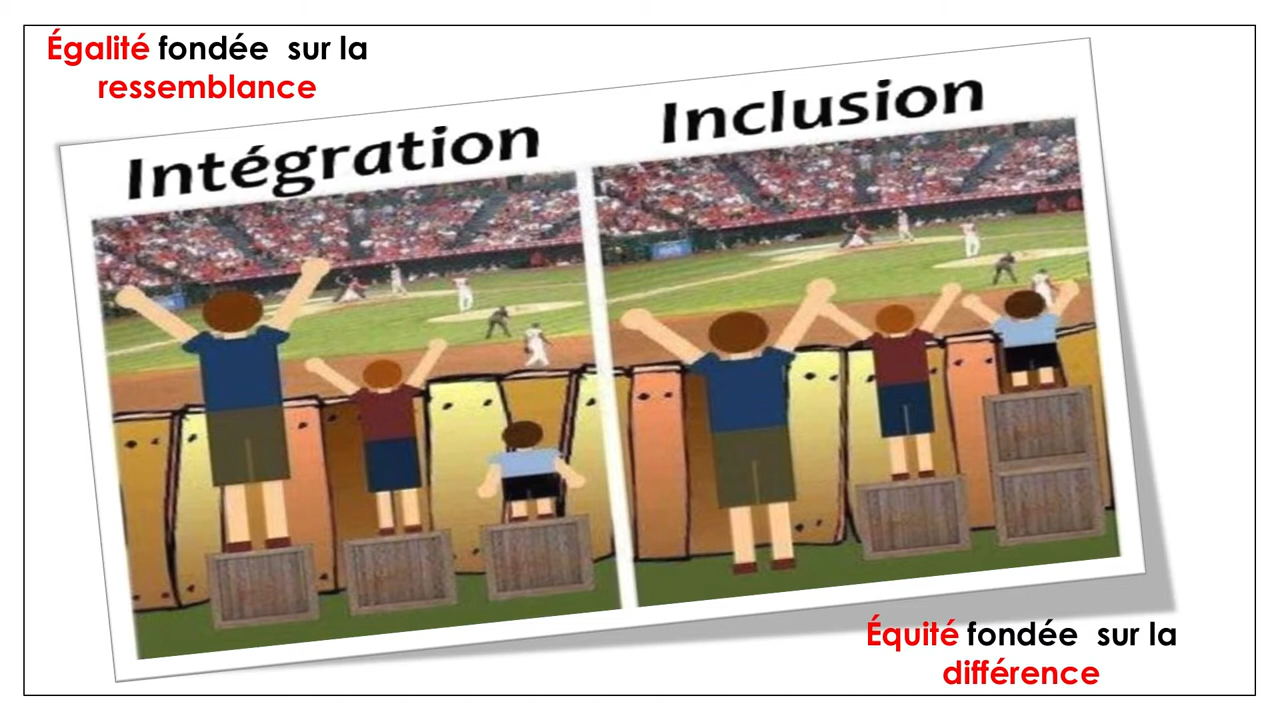 Égalité fondée sur la
ressemblance
Intégration
Inclusion
Équité fondée sur la
différence